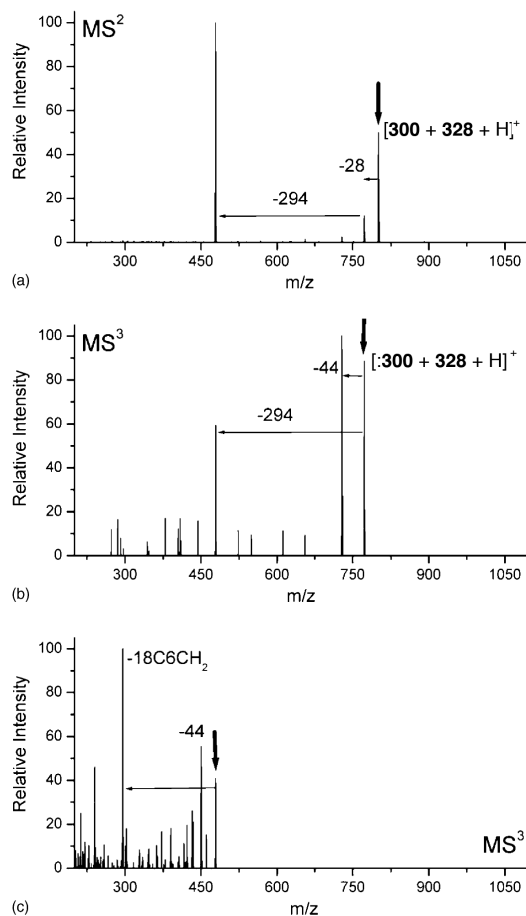 100
MS2
80
[300 + 328 + H]+
60
-28
40
-294
20
0
300 450 600 750 900 1050
Relative Intensity
m/z
(a)
100
MS3
[:300 + 328 + H]+
-44
80
-294
60
40
20
0
300 450 600 750 900 1050
Relative Intensity
m/z
(b)
100
-18C6CH2
80
-44
60
40
20
MS3
0
300 450 600 750 900 1050
Relative Intensity
m/z
(c)